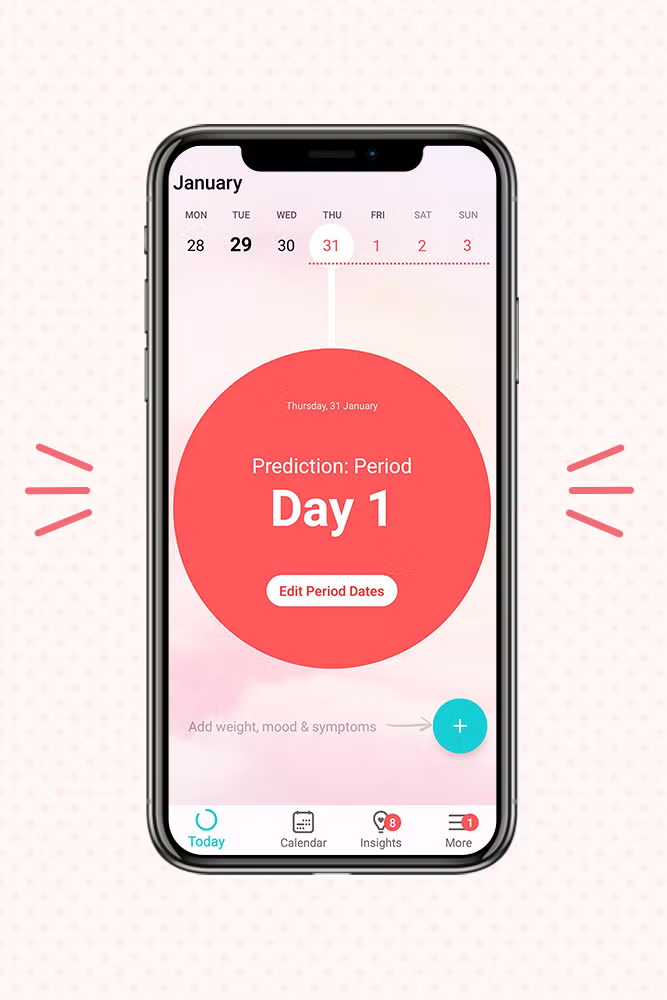 January
MON TUE WED THU FRI SAT SUN
28 29 30 31 1 2 3
Thursday, 31 January
Prediction: Period
Day 1
Edit Period Dates
Add weight, mood & symptoms
+
8 1
Today Calendar Insights More